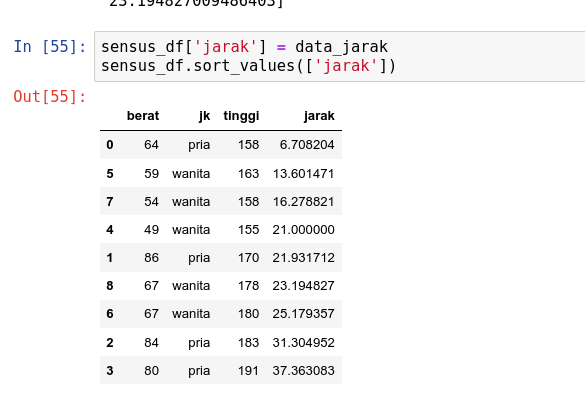 23.194827009486403]
In [55]: sensus_df['jarak'] = data_jarak
sensus_df.sort_values(['jarak'])
Out[55]:
berat jk tinggi jarak
0 64 pria 158 6.708204
5 59 wanita 163 13.601471
7 54 wanita 158 16.278821
4 49 wanita 155 21.000000
1 86 pria 170 21.931712
8 67 wanita 178 23.194827
6 67 wanita 180 25.179357
2 84 pria 183 31.304952
3 80 pria 191 37.363083